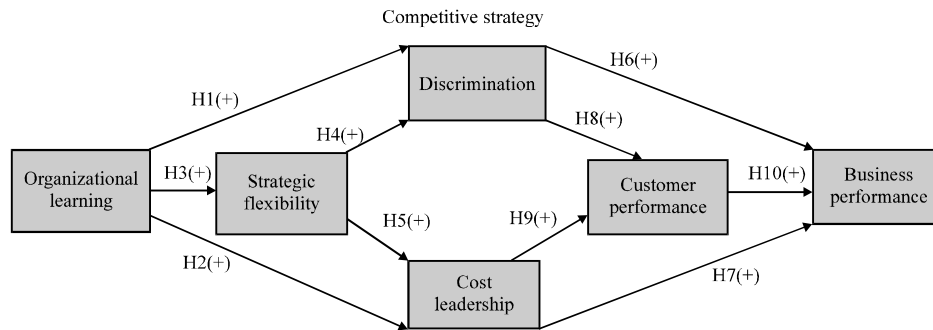 Competitive strategy
H1(+)
Discrimination
H6(+)
H4(+)
H8(+)
Organizational
learning
H3(+)
Strategic
flexibility
Customer
performance
H10(+)
Business
performance
H5(+)
H9(+)
H2(+)
Cost
leadership
H7(+)